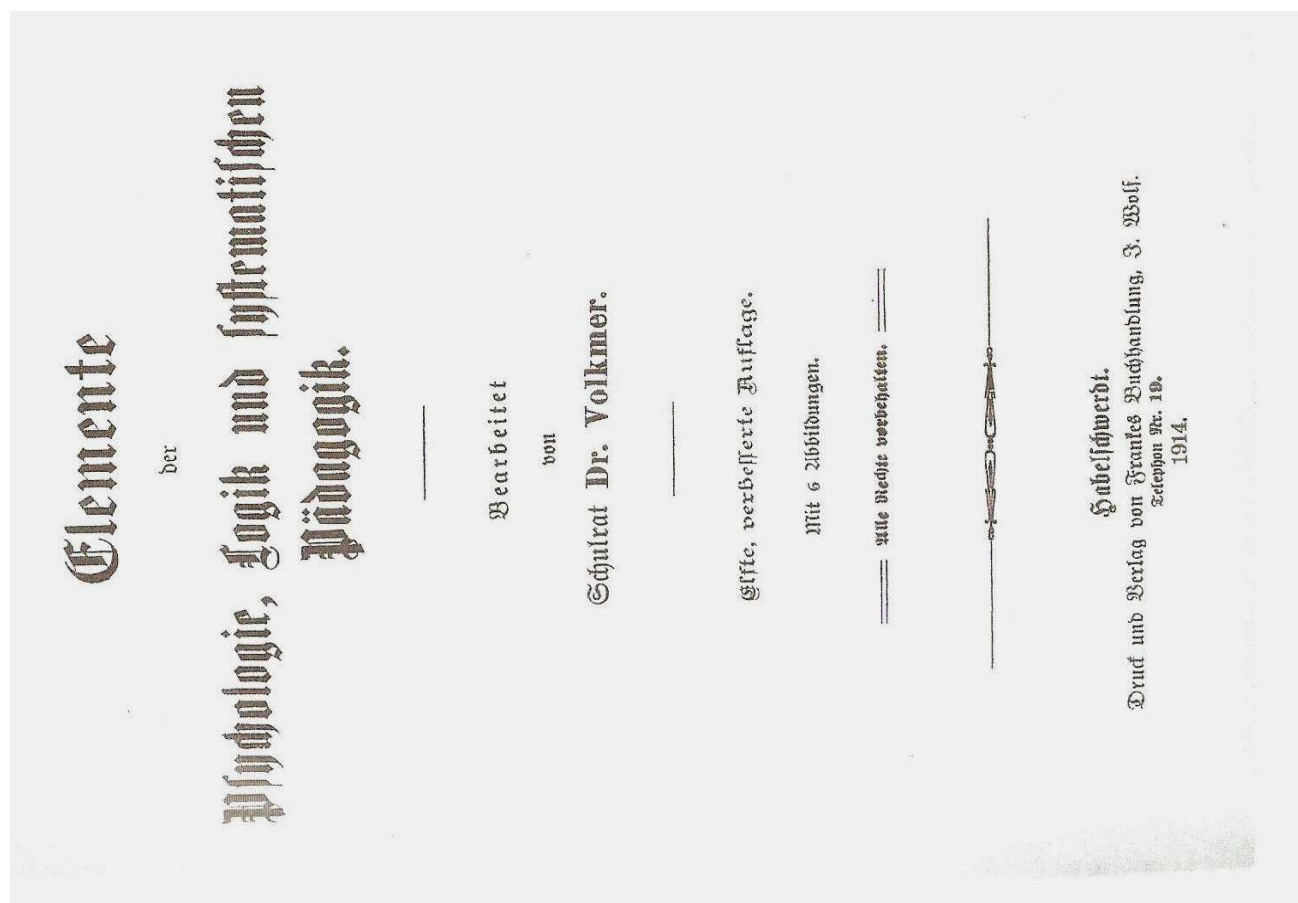 Elemente
der
Psychologie, Logik und systematischen
Pädagogik.
Bearbeitet
von
Schulrat Dr. Volkmer.
Elfte, verbesserte Auflage.
Mit 6 Abbildungen.
Alle Rechte vorbehalten.
Habelschwerdt.
Druck und Verlag von Frankes Buchhandlung, J. Wolf.
Telephon Nr. 19.
1914.